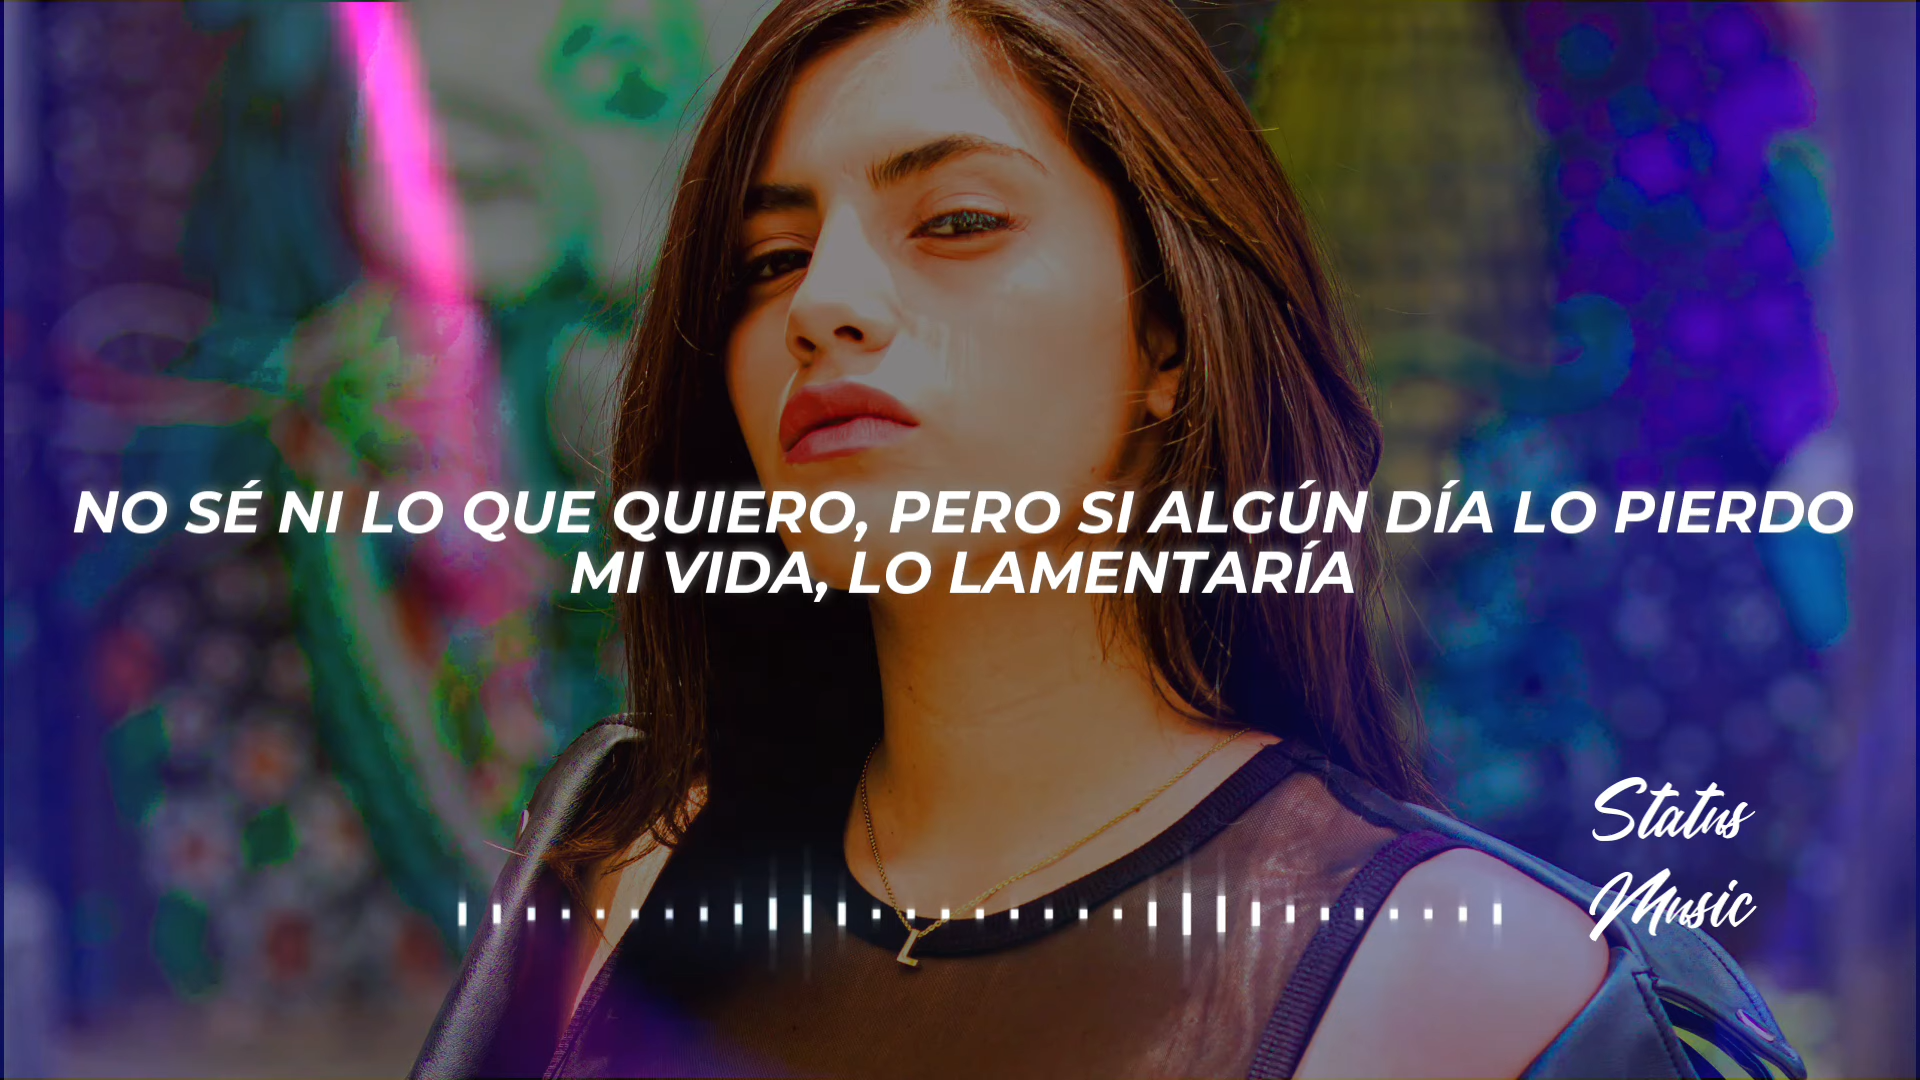 NO SÉ NI LO QUE QUIERO, PERO SI ALGÚN DÍA LO PIERDO
MI VIDA, LO LAMENTARÍA
Status
Music
L